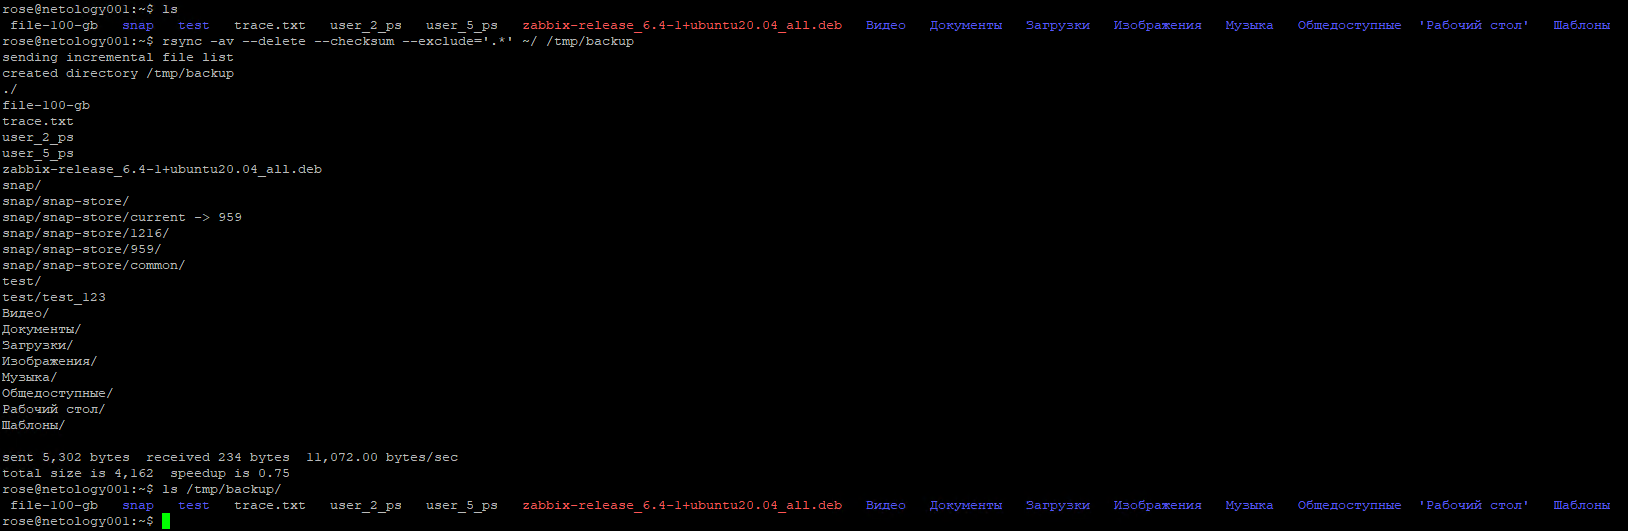 rose@netology001:~$ ls
file-100-gb snap test trace.txt user_2_ps user_5_ps zabbix-release_6.4-1+ubuntu20.04_all.deb Видео Документы Загрузки Изображения Музыка Общедоступные 'Рабочий стол' Шаблоны
rose@netology001:~$ rsync -av --delete --checksum --exclude='.*' ~/ /tmp/backup
sending incremental file list
created directory /tmp/backup
./
file-100-gb
trace.txt
user_2_ps
user_5_ps
zabbix-release_6.4-1+ubuntu20.04_all.deb
snap/
snap/snap-store/
snap/snap-store/current -> 959
snap/snap-store/1216/
snap/snap-store/959/
snap/snap-store/common/
test/
test/test_123
Видео/
Документы/
Загрузки/
Изображения/
Музыка/
Общедоступные/
Рабочий стол/
Шаблоны/
sent 5,302 bytes received 234 bytes 11,072.00 bytes/sec
total size is 4,162 speedup is 0.75
rose@netology001:~$ ls /tmp/backup/
file-100-gb snap test trace.txt user_2_ps user_5_ps zabbix-release_6.4-1+ubuntu20.04_all.deb Видео Документы Загрузки Изображения Музыка Общедоступные 'Рабочий стол' Шаблоны
rose@netology001:~$